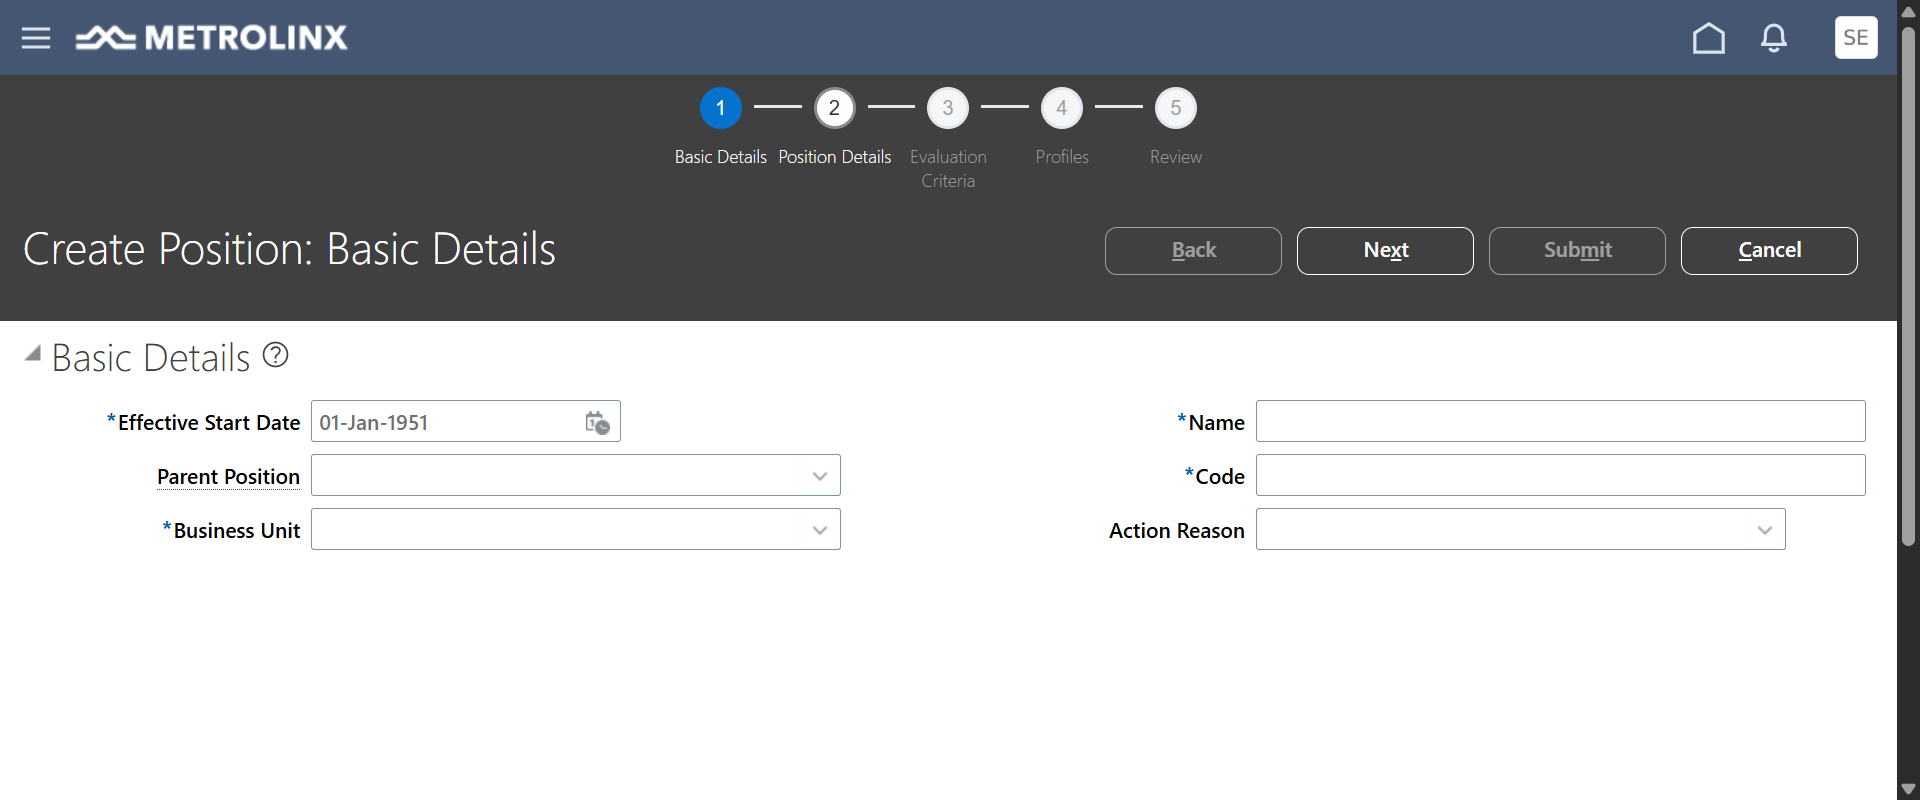 METROLINX
SE
1
2
3
4
5
Basic Details
Position Details
Evaluation
Criteria
Profiles
Review
Create Position: Basic Details
Back
Next
Submit
Cancel
Basic Details ?
*Effective Start Date 01-Jan-1951
*Name
Parent Position
*Code
*Business Unit
Action Reason